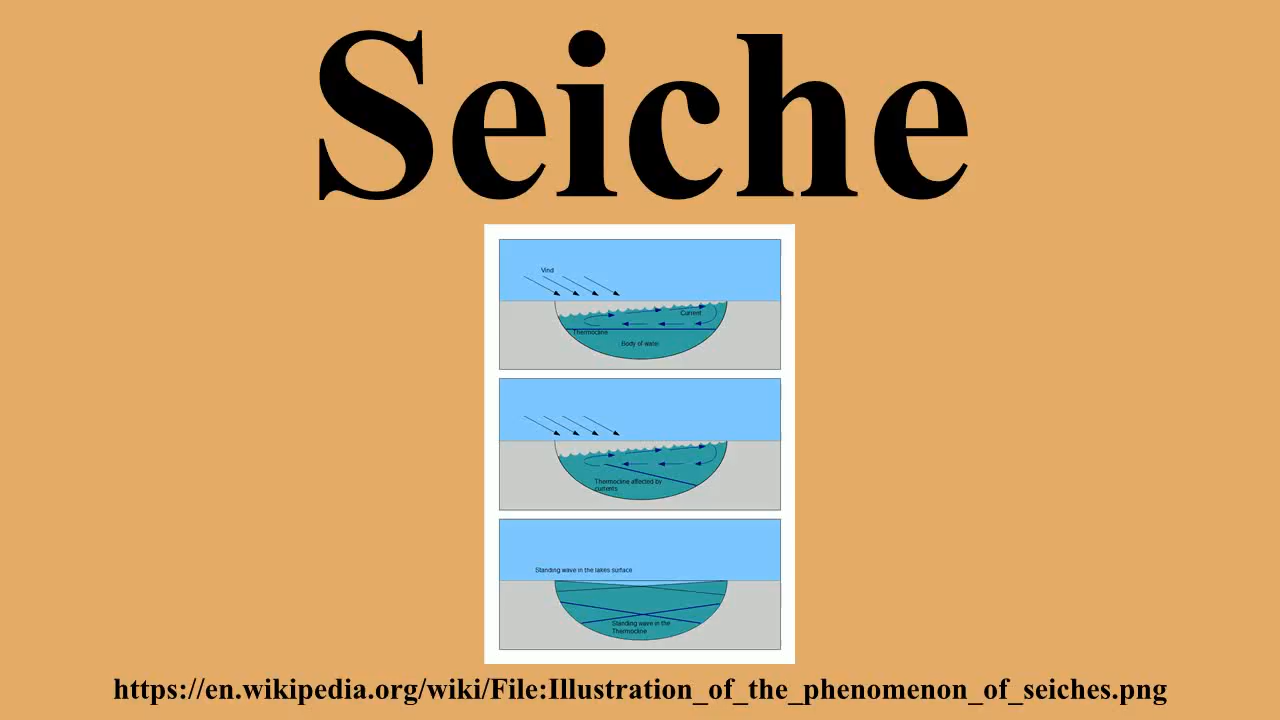 Seiche
Vind
Current
Thermocline
Body of water
Thermocline affected by
currents
Standing wave in the lakes surface
Standing wave in the
Thermocline
https://en.wikipedia.org/wiki/File:Illustration_of_the_phenomenon_of_seiches.png